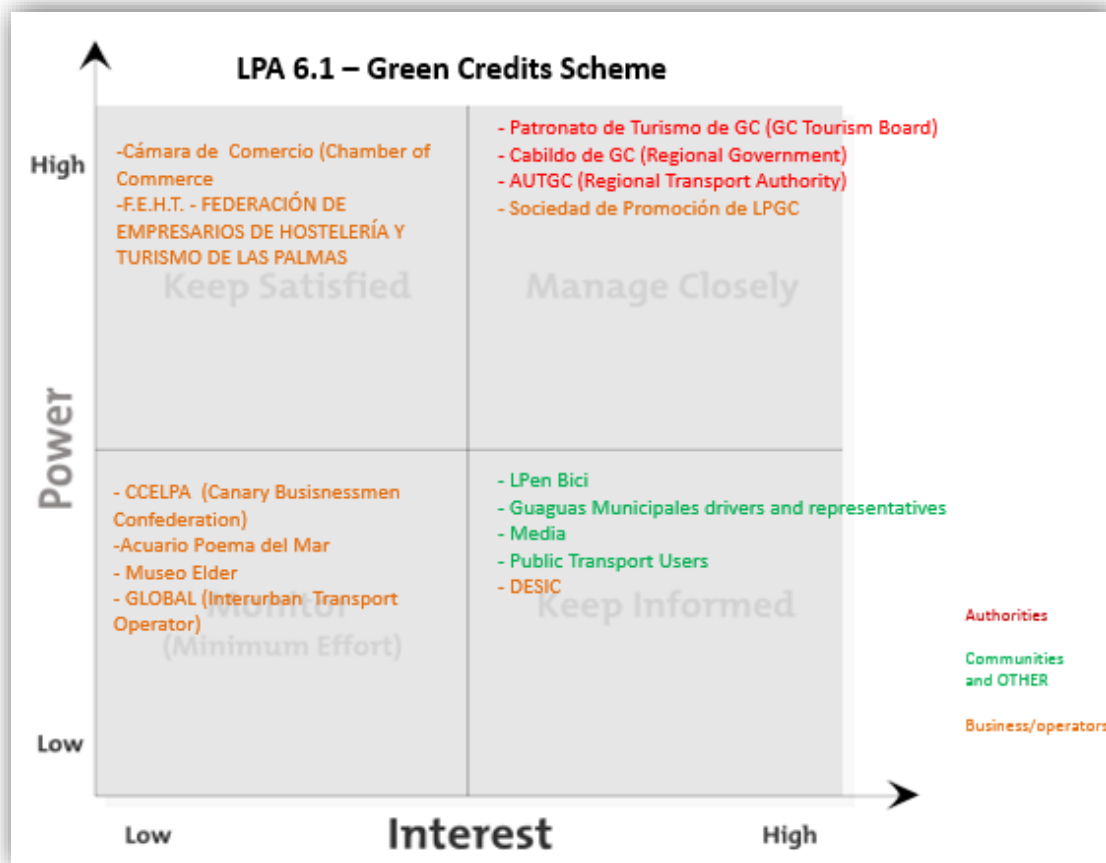 LPA 6.1 – Green Credits Scheme
High
-Cámara de Comercio (Chamber of
Commerce
-F.E.H.T. - FEDERACIÓN DE
EMPRESARIOS DE HOSTELERÍA Y
TURISMO DE LAS PALMAS
Keep Satisfied
- Patronato de Turismo de GC (GC Tourism Board)
- Cabildo de GC (Regional Government)
- AUTGC (Regional Transport Authority)
- Sociedad de Promoción de LPGC
Manage Closely
Power
- CCELPA (Canary Busisnessmen
Confederation)
-Acuario Poema del Mar
- Museo Elder
- GLOBAL (Interurban Transport
Operator)
Monitor
(Minimum Effort)
- LPen Bici
- Guaguas Municipales drivers and representatives
- Media
- Public Transport Users
- DESIC
Keep Informed
Authorities
Communities
and OTHER
Business/operators
Low
Low
Interest
High